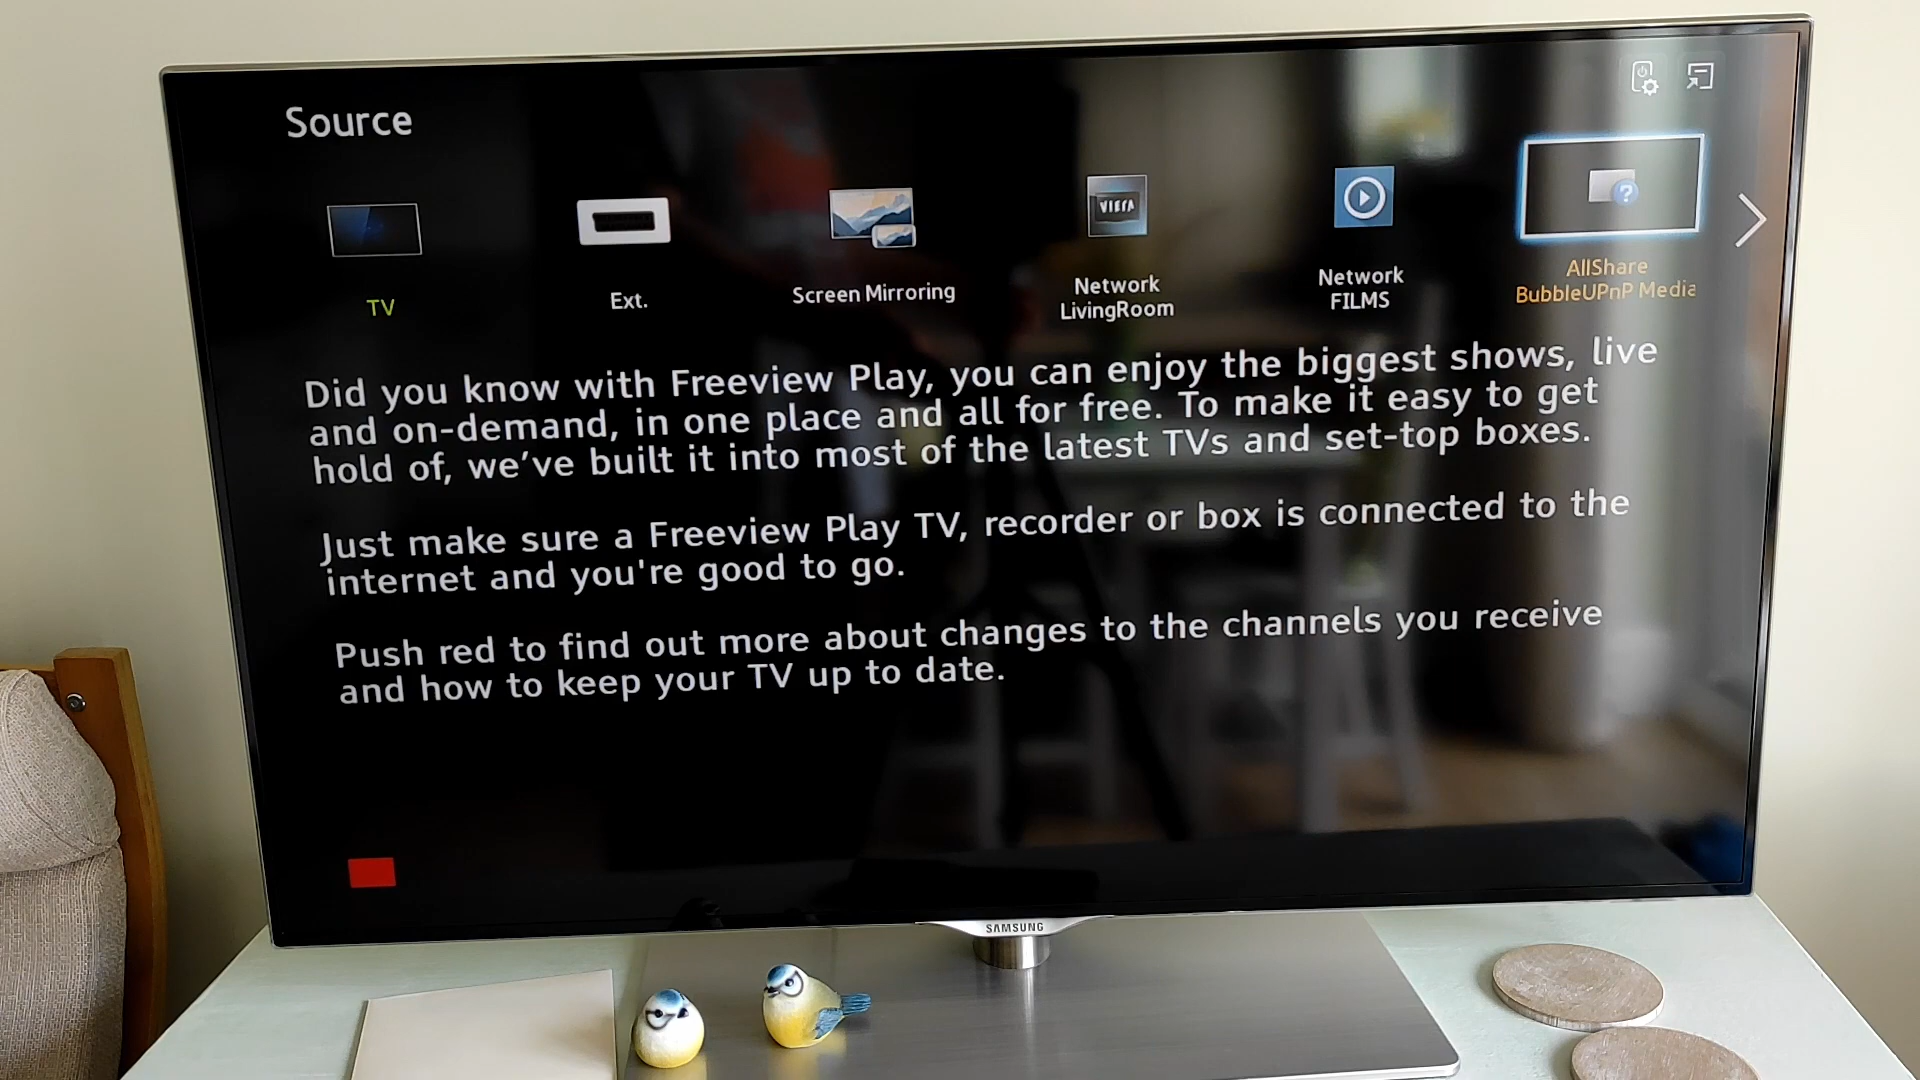 Source
TV
Ext.
Screen Mirroring
VIErA
Network
LivingRoom
Network
FILMS
AllShare
BubbleUPnP Media
Did you know with Freeview Play, you can enjoy the biggest shows, live
and on-demand, in one place and all for free. To make it easy to get
hold of, we’ve built it into most of the latest TVs and set-top boxes.
Just make sure a Freeview Play TV, recorder or box is connected to the
internet and you're good to go.
Push red to find out more about changes to the channels you receive
and how to keep your TV up to date.
SAMSUNG